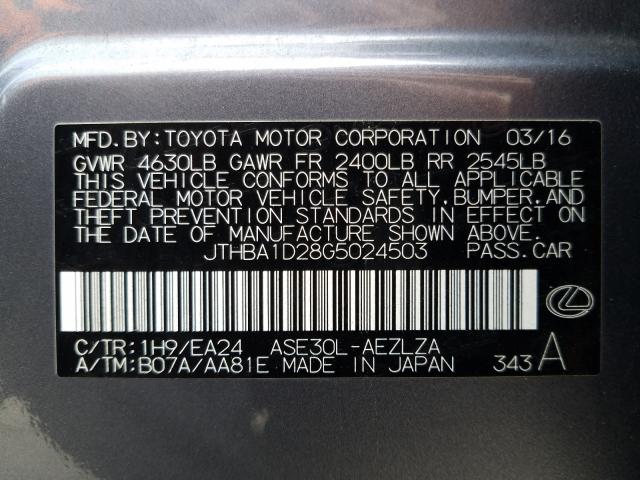 MFD.BY:TOYOTA MOTOR CORPORATION 03/16
GVWR 4630LB GAWR FR 2400LB RR 2545LB
THIS VEHICLE CONFORMS TO ALL APPLICABLE
FEDERAL MOTOR VEHICLE SAFETY,BUMPER,AND
THEFT PREVENTION STANDARDS IN EFFECT ON
THE DATE OF MANUFACTURE SHOWN ABOVE.
JTHBA1D28G5024503 PASS.CAR
C/TR:1H9/EA24 ASE30L-AEZLZA
A/TM:B07A/AA81E MADE IN JAPAN 343 A